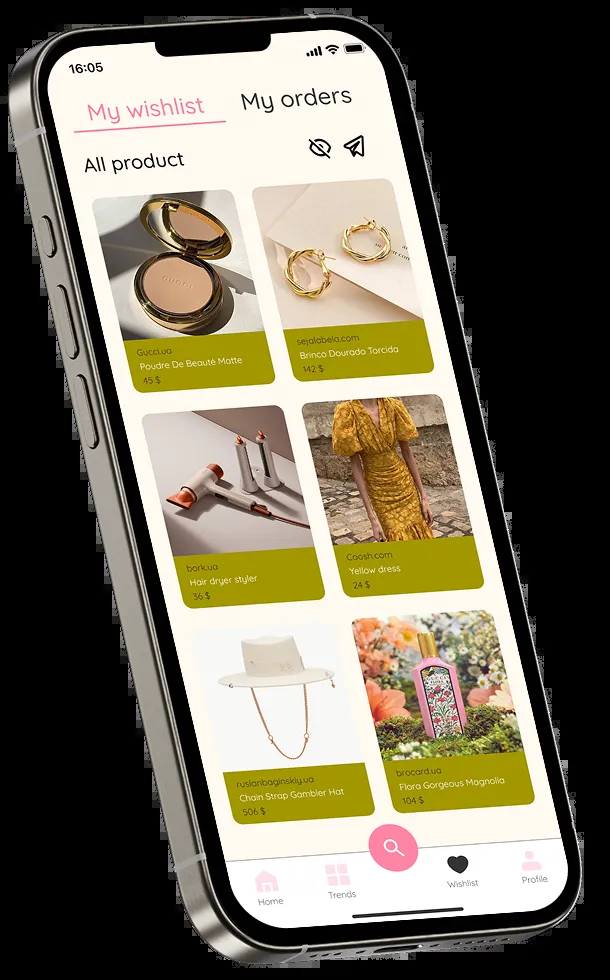 16:05
My wishlist
My orders
All product
GUCCI
Gucci.ua
Poudre De Beauté Matte
45 $
sejalabela.com
Brinco Dourado Torcida
142 $
bork.ua
Hair dryer styler
36 $
Coosh.com
Yellow dress
24 $
ruslanbaginskiy.ua
Chain Strap Gambler Hat
506 $
brocard.ua
Flora Gorgeous Magnolia
104 $
Home
Trends
Wishlist
Profile